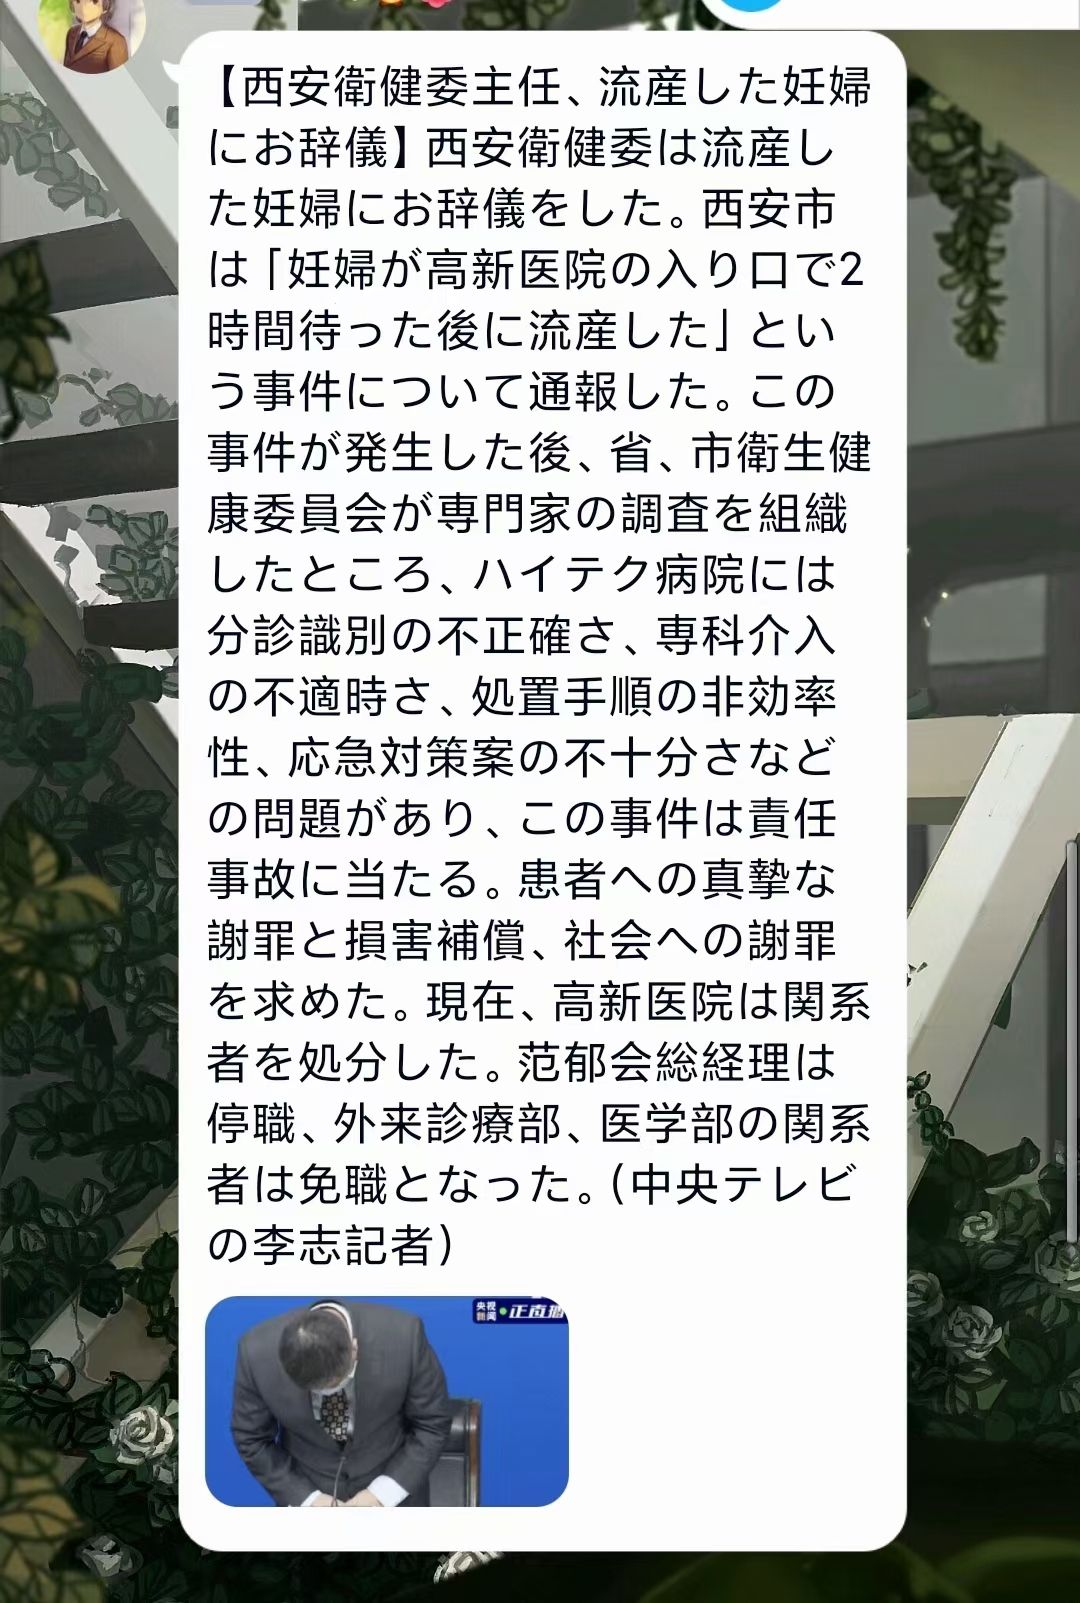 【西安衛健委主任、流産した妊婦
にお辞儀】西安衛健委は流産し
た妊婦にお辞儀をした。西安市
は「妊婦が高新医院の入り口で2
時間待った後に流産した」とい
う事件について通報した。この
事件が発生した後、省、市衛生健
康委員会が専門家の調査を組織
したところ、ハイテク病院には
分診識別の不正確さ、専科介入
の不適時さ、処置手順の非効率
性、応急対策案の不十分さなど
の問題があり、この事件は責任
事故に当たる。患者への真摯な
謝罪と損害補償、社会への謝罪
を求めた。現在、高新医院は関系
者を処分した。范郁会総経理は
停職、外来診療部、医学部の関系
者は免職となった。（中央テレビ
の李志記者）
央视
新闻
正直播